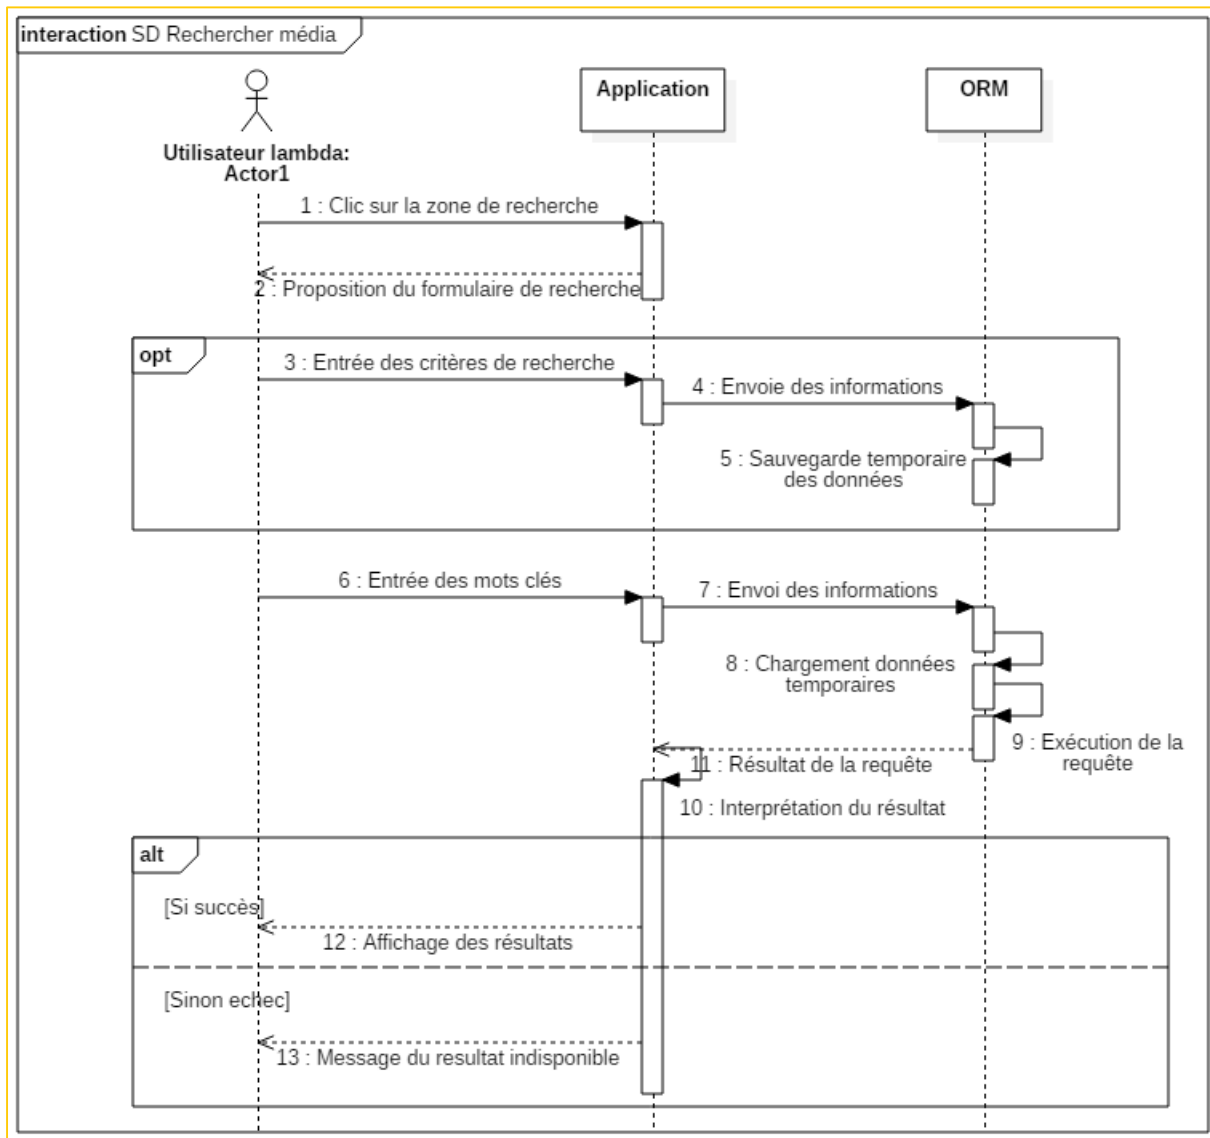 interaction SD Rechercher média
Application
ORM
Utilisateur lambda:
Actor1
1 : Clic sur la zone de recherche
2 : Proposition du formulaire de recherche
opt
3 : Entrée des critères de recherche
4 : Envoie des informations
5 : Sauvegarde temporaire
des données
6 : Entrée des mots clés
7 : Envoi des informations
8 : Chargement données
temporaires
9 : Exécution de la
requête
11 : Résultat de la requête
10 : Interprétation du résultat
alt
[Si succès]
12 : Affichage des résultats
[Sinon echec]
13 : Message du resultat indisponible